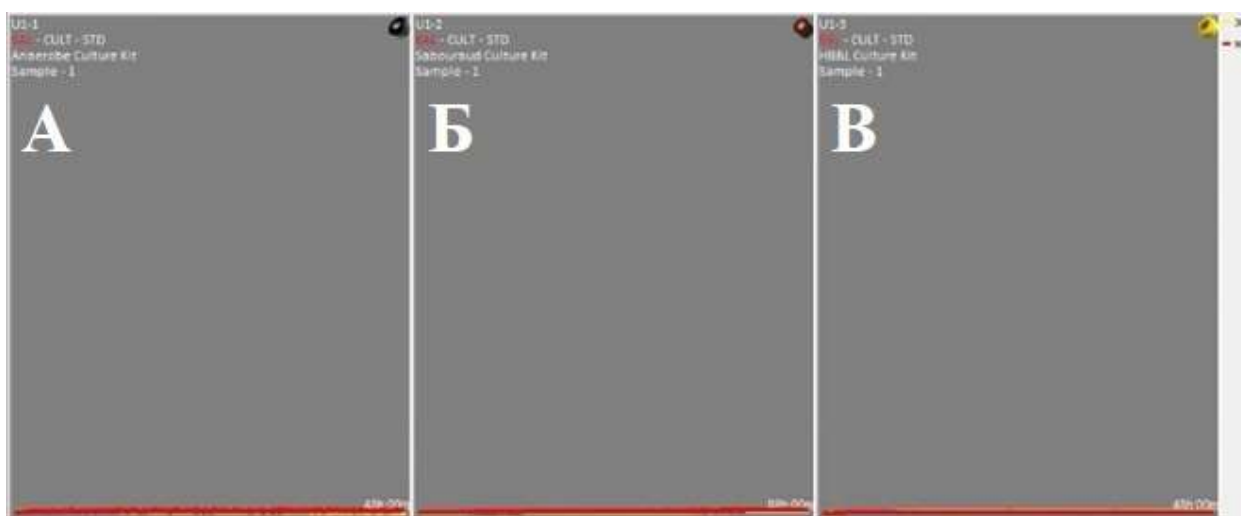 U1-1
- CULT - STD
Anaerobe Culture Kit
Sample - 1
А
U1-2
- CULT - STD
Sabouraud Culture Kit
Sample - 1
Б
U1-3
- CULT - STD
HB&L Culture Kit
Sample - 1
В